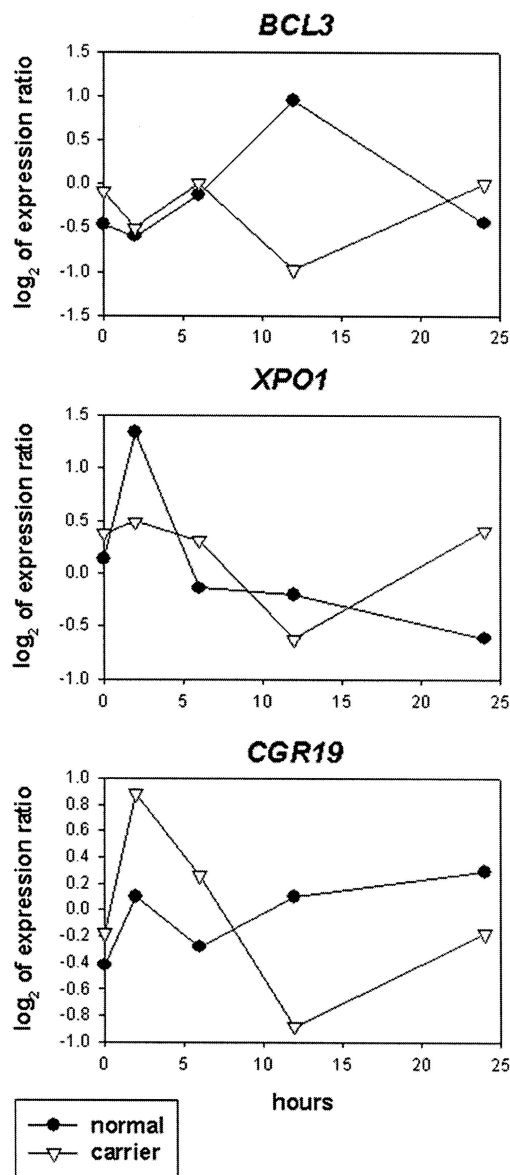 BCL3
log₂ of expression ratio
1.5
1.0
0.5
0.0
-0.5
-1.0
-1.5
0 5 10 15 20 25
XPO1
log₂ of expression ratio
1.5
1.0
0.5
0.0
-0.5
-1.0
0 5 10 15 20 25
CGR19
log₂ of expression ratio
1.0
0.8
0.6
0.4
0.2
0.0
-0.2
-0.4
-0.6
-0.8
-1.0
0 5 10 15 20 25
hours
normal
carrier